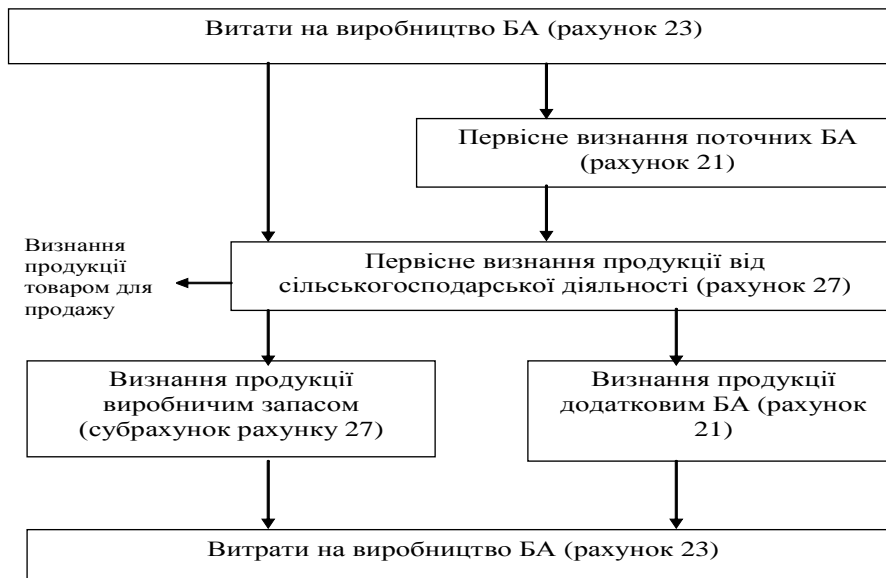 Витати на виробництво БА (рахунок 23)
Первісне визнання поточних БА
(рахунок 21)
Визнання
продукції
товаром для
продажу
Первісне визнання продукції від
сільськогосподарської діяльності (рахунок 27)
Визнання продукції
виробничим запасом
(субрахунок рахунку 27)
Визнання продукції
додатковим БА (рахунок
21)
Витрати на виробництво БА (рахунок 23)